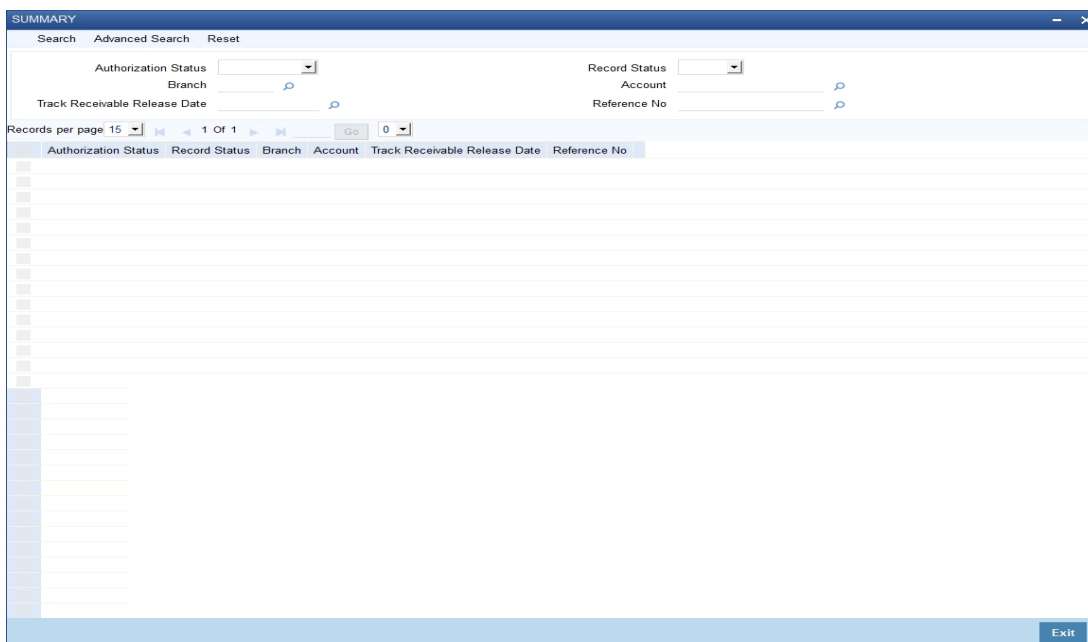 SUMMARY
Search Advanced Search Reset
Authorization Status Record Status
Branch Account
Track Receivable Release Date Reference No
Records per page 15 1 Of 1 Go 0
Authorization Status Record Status Branch Account Track Receivable Release Date Reference No
Exit